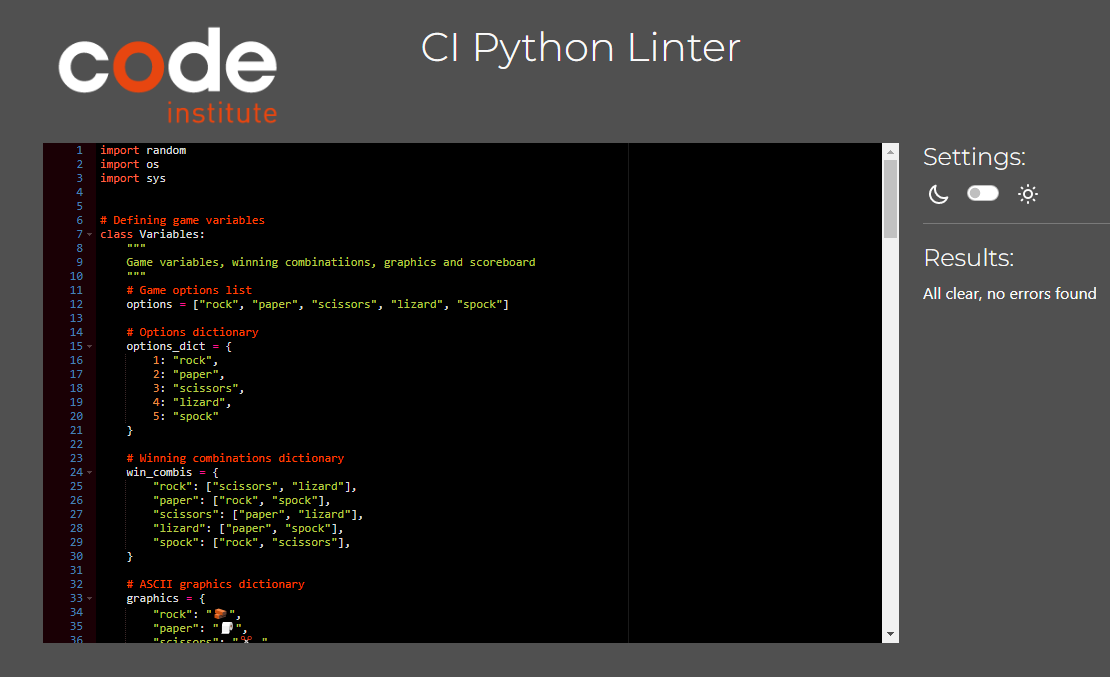 code
institute
CI Python Linter
1 import random
2 import os
3 import sys
4
5
6 # Defining game variables
7 class Variables:
8 """
9 Game variables, winning combinatiions, graphics and scoreboard
10 """
11 # Game options list
12 options = ["rock", "paper", "scissors", "lizard", "spock"]
13
14 # Options dictionary
15 options_dict = {
16 1: "rock",
17 2: "paper",
18 3: "scissors",
19 4: "lizard",
20 5: "spock"
21 }
22
23 # Winning combinations dictionary
24 win_combis = {
25 "rock": ["scissors", "lizard"],
26 "paper": ["rock", "spock"],
27 "scissors": ["paper", "lizard"],
28 "lizard": ["paper", "spock"],
29 "spock": ["rock", "scissors"],
30 }
31
32 # ASCII graphics dictionary
33 graphics = {
34 "rock": "🧱",
35 "paper": "🧻",
36 "scissors": "✂ "
Settings:
Results:
All clear, no errors found